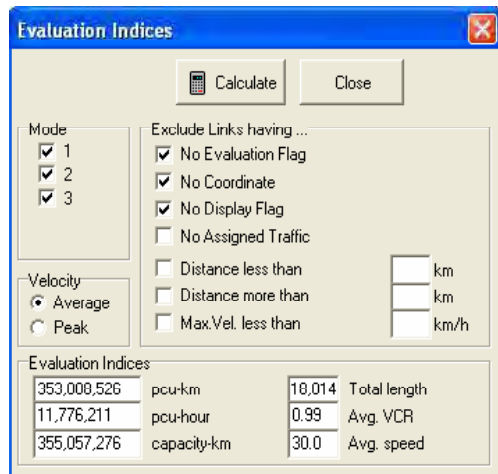 Evaluation Indices
Calculate Close
Mode
1
2
3
Exclude Links having ...
No Evaluation Flag
No Coordinate
No Display Flag
No Assigned Traffic
Distance less than km
Distance more than km
Max.Vel. less than km/h
Velocity
Average
Peak
Evaluation Indices
353,008,526 pcu-km 18,014 Total length
11,776,211 pcu-hour 0.99 Avg. VCR
355,057,276 capacity-km 30.0 Avg. speed